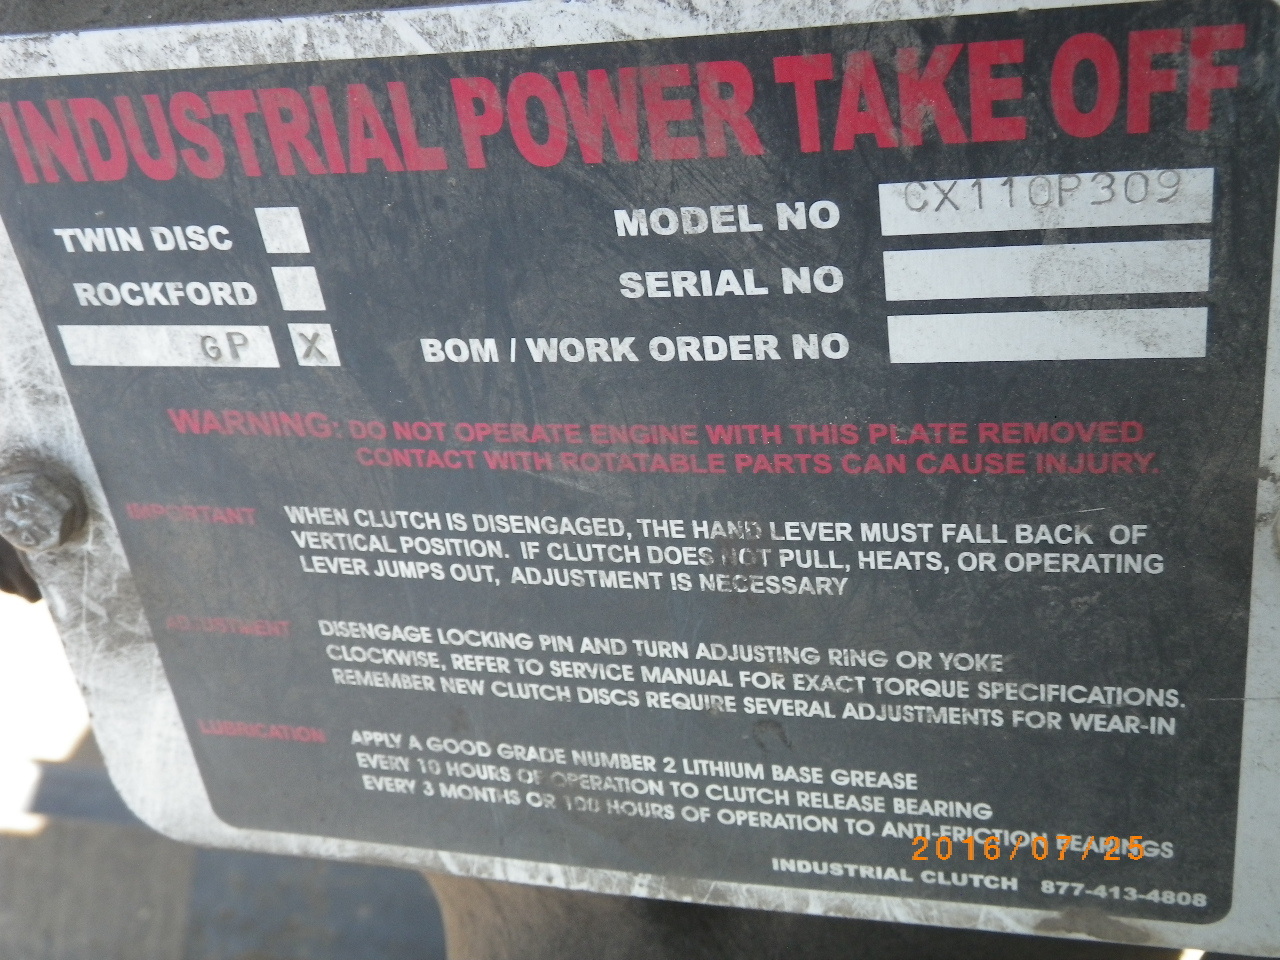 INDUSTRIAL POWER TAKE OFF
TWIN DISC
ROCKFORD
GP X
MODEL NO CX110P309
SERIAL NO
BOM / WORK ORDER NO
WARNING: DO NOT OPERATE ENGINE WITH THIS PLATE REMOVED
CONTACT WITH ROTATABLE PARTS CAN CAUSE INJURY.
IMPORTANT WHEN CLUTCH IS DISENGAGED, THE HAND LEVER MUST FALL BACK OF
VERTICAL POSITION. IF CLUTCH DOES NOT PULL, HEATS, OR OPERATING
LEVER JUMPS OUT, ADJUSTMENT IS NECESSARY
ADJUSTMENT DISENGAGE LOCKING PIN AND TURN ADJUSTING RING OR YOKE
CLOCKWISE, REFER TO SERVICE MANUAL FOR EXACT TORQUE SPECIFICATIONS.
REMEMBER NEW CLUTCH DISCS REQUIRE SEVERAL ADJUSTMENTS FOR WEAR-IN
LUBRICATION APPLY A GOOD GRADE NUMBER 2 LITHIUM BASE GREASE
EVERY 10 HOURS OF OPERATION TO CLUTCH RELEASE BEARING
EVERY 3 MONTHS OR 100 HOURS OF OPERATION TO ANTI-FRICTION BEARINGS
INDUSTRIAL CLUTCH 877-413-4808
2016/07/25